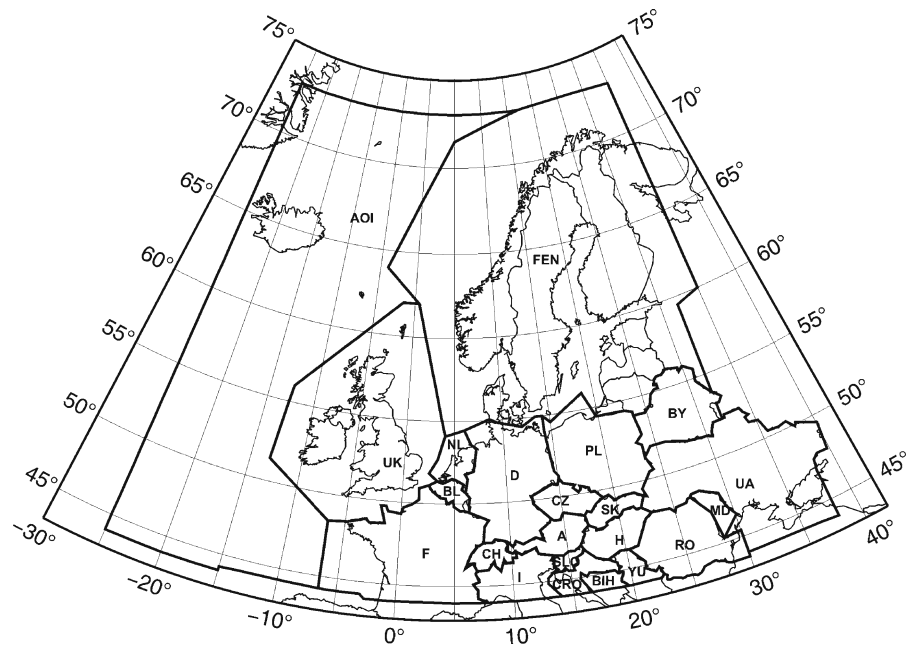 75°
75°
70°
70°
65°
65°
AOI
60°
FEN
60°
55°
55°
50°
BY
50°
NL
PL
UK
D
45°
45°
BL
UA
CZ
SK
MD
40°
-30°
A
H
RO
F
CH
SLO
YU
I
CRO
BIH
-20°
30°
-10°
20°
0°
10°